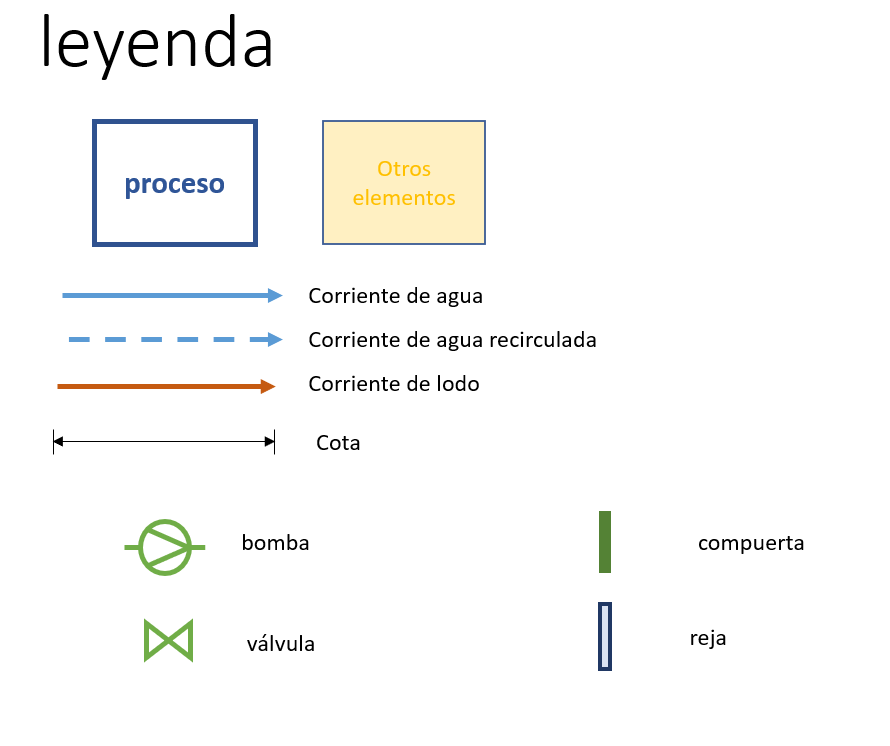 leyenda
proceso
Otros
elementos
Corriente de agua
Corriente de agua recirculada
Corriente de lodo
Cota
bomba
compuerta
válvula
reja